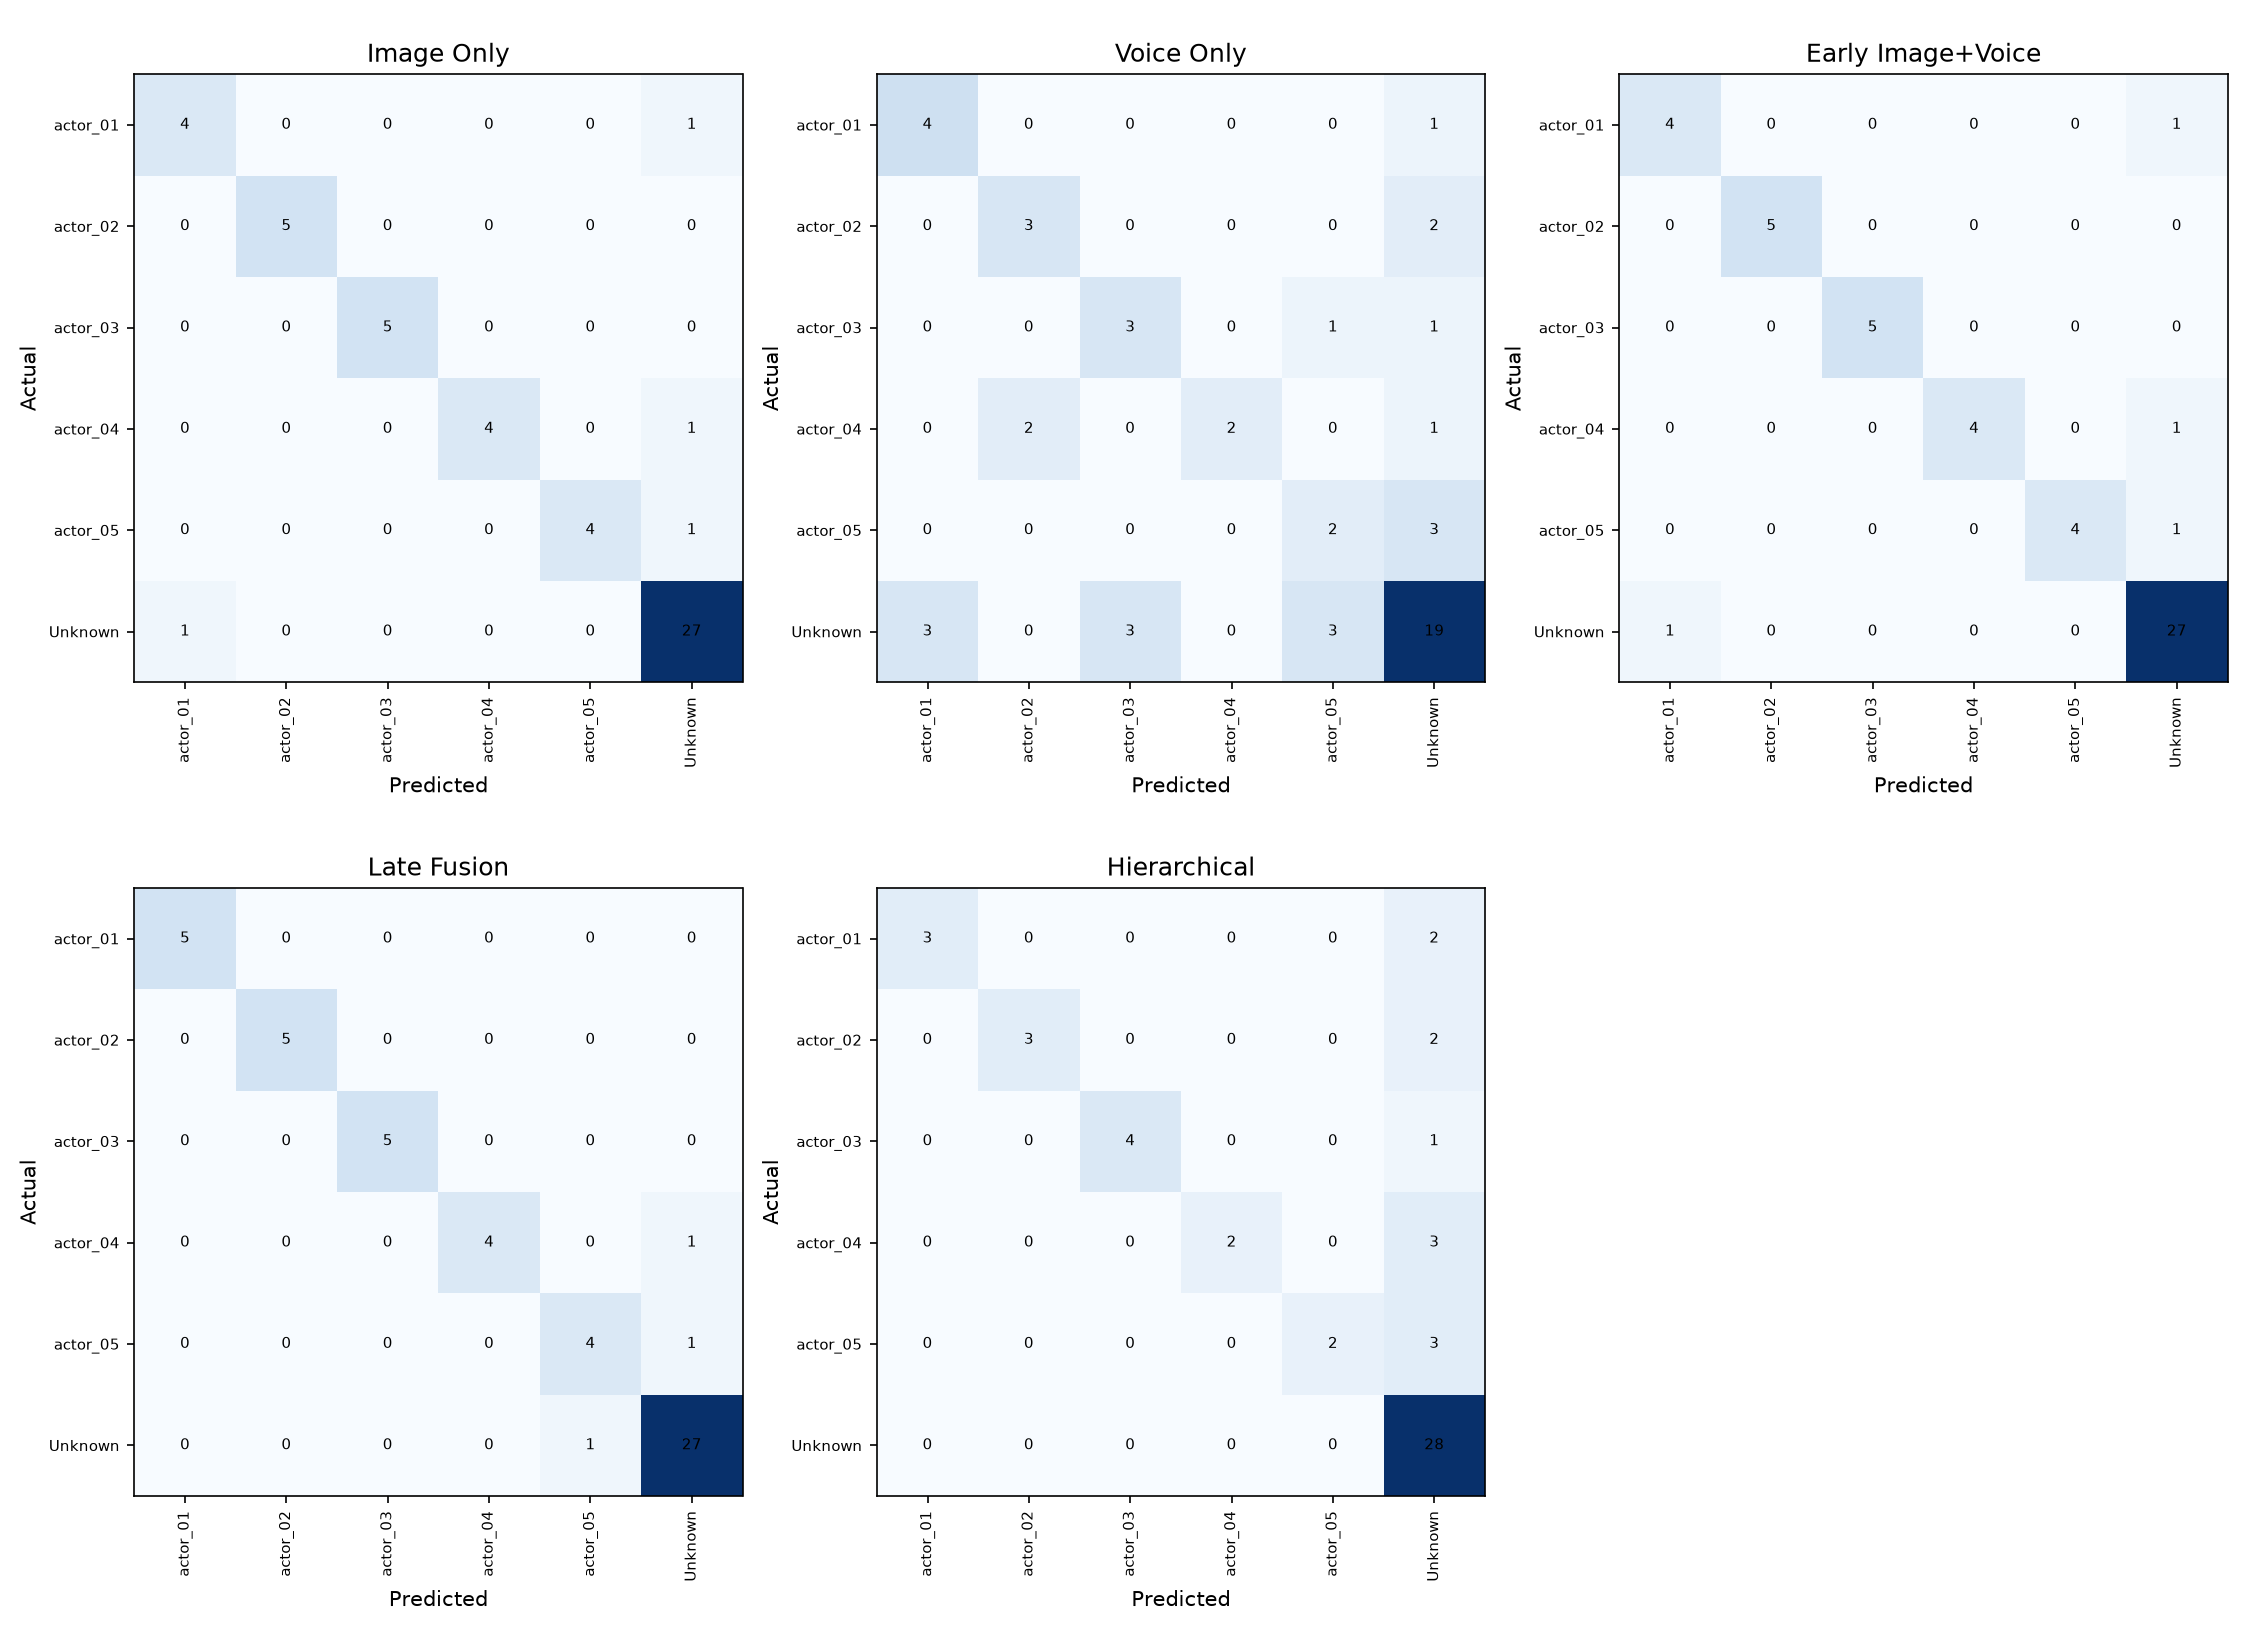 Image Only
Actual
actor_01 4 0 0 0 0 1
actor_02 0 5 0 0 0 0
actor_03 0 0 5 0 0 0
actor_04 0 0 0 4 0 1
actor_05 0 0 0 0 4 1
Unknown 1 0 0 0 0 27
actor_01 actor_02 actor_03 actor_04 actor_05 Unknown
Predicted
Voice Only
Actual
actor_01 4 0 0 0 0 1
actor_02 0 3 0 0 0 2
actor_03 0 0 3 0 1 1
actor_04 0 2 0 2 0 1
actor_05 0 0 0 0 2 3
Unknown 3 0 3 0 3 19
actor_01 actor_02 actor_03 actor_04 actor_05 Unknown
Predicted
Early Image+Voice
Actual
actor_01 4 0 0 0 0 1
actor_02 0 5 0 0 0 0
actor_03 0 0 5 0 0 0
actor_04 0 0 0 4 0 1
actor_05 0 0 0 0 4 1
Unknown 1 0 0 0 0 27
actor_01 actor_02 actor_03 actor_04 actor_05 Unknown
Predicted
Late Fusion
Actual
actor_01 5 0 0 0 0 0
actor_02 0 5 0 0 0 0
actor_03 0 0 5 0 0 0
actor_04 0 0 0 4 0 1
actor_05 0 0 0 0 4 1
Unknown 0 0 0 0 1 27
actor_01 actor_02 actor_03 actor_04 actor_05 Unknown
Predicted
Hierarchical
Actual
actor_01 3 0 0 0 0 2
actor_02 0 3 0 0 0 2
actor_03 0 0 4 0 0 1
actor_04 0 0 0 2 0 3
actor_05 0 0 0 0 2 3
Unknown 0 0 0 0 0 28
actor_01 actor_02 actor_03 actor_04 actor_05 Unknown
Predicted